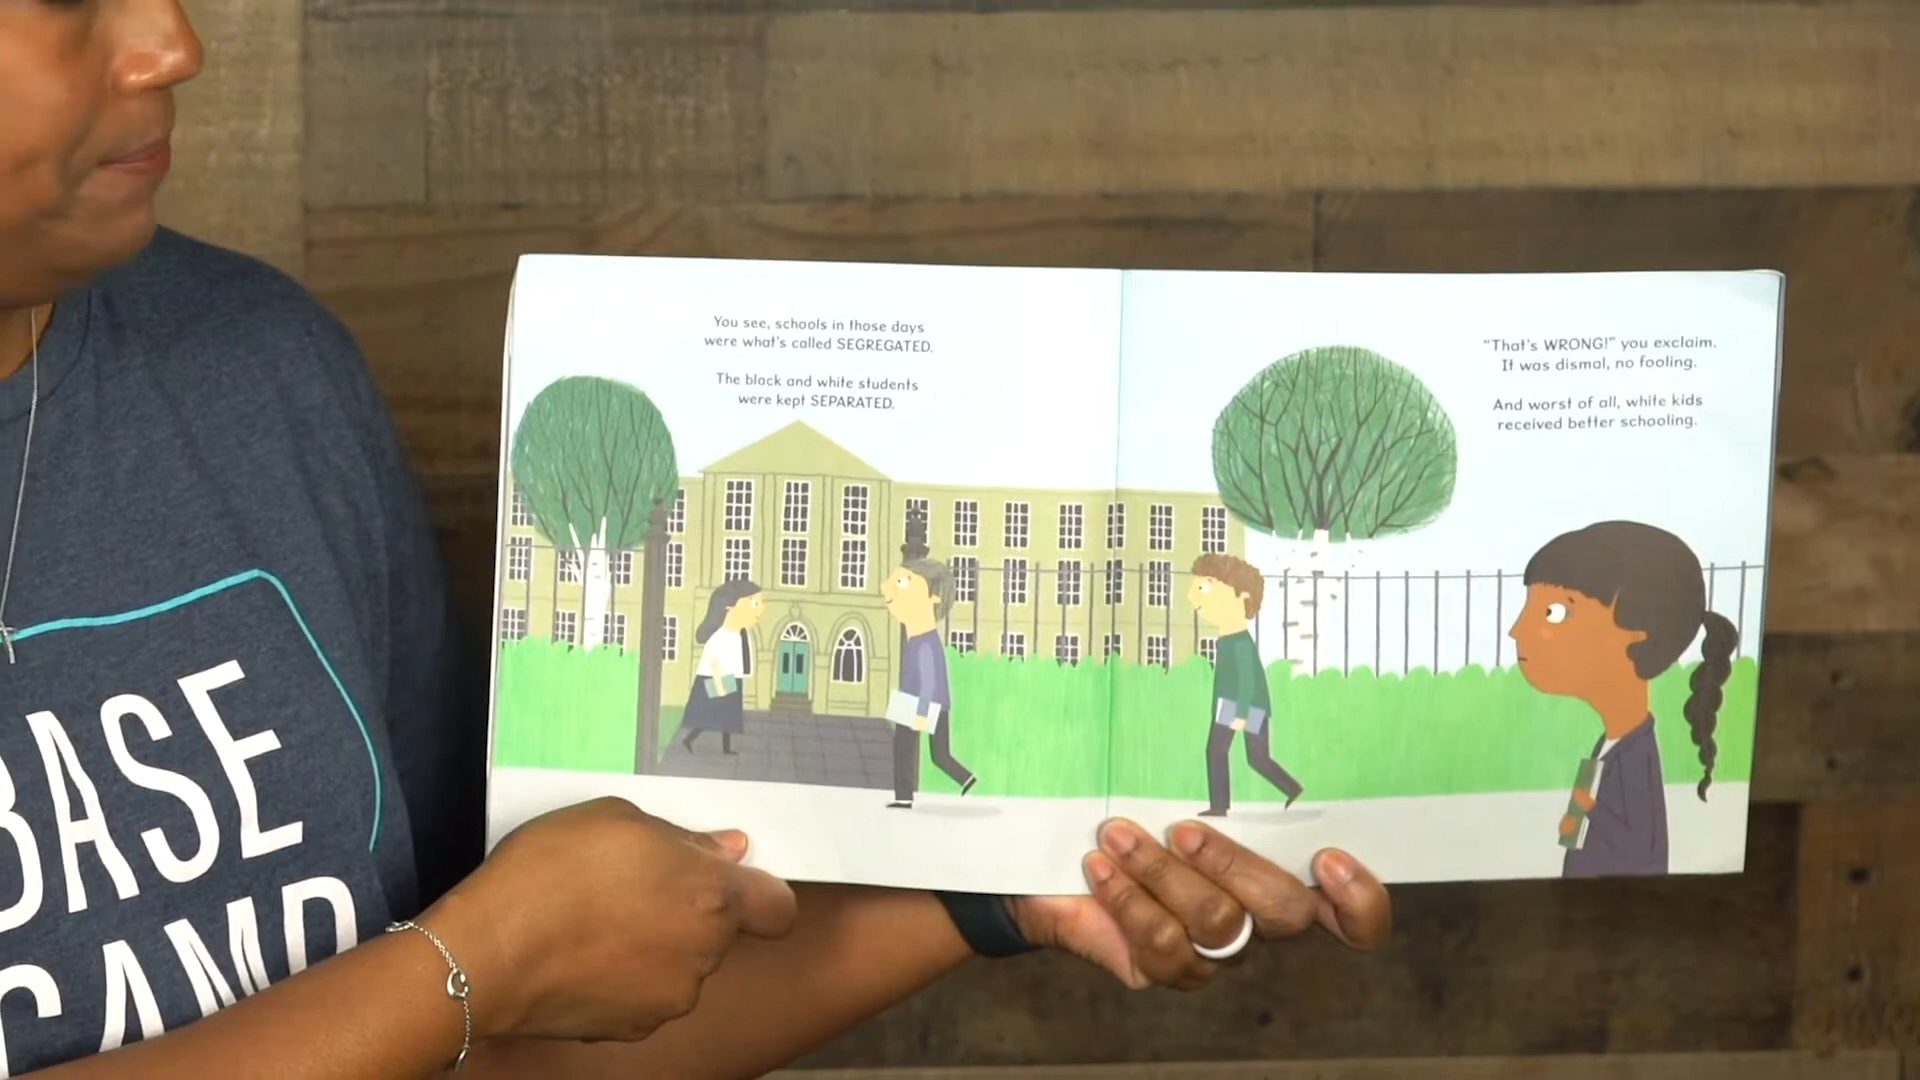 You see, schools in those days
were what's called SEGREGATED.
The black and white students
were kept SEPARATED.
"That's WRONG!" you exclaim.
It was dismal, no fooling.
And worst of all, white kids
received better schooling.
BASE
CAMP